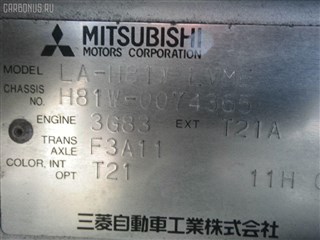 CARBONUS.JP
MITSUBISHI
MOTORS CORPORATION
MODEL
CHASSIS NO. H81W-0074365
ENGINE 3G83 EXT T21A
TRANS AXLE F3A11
COLOR, INT OPT T21 11H
三菱自動車工業株式会社